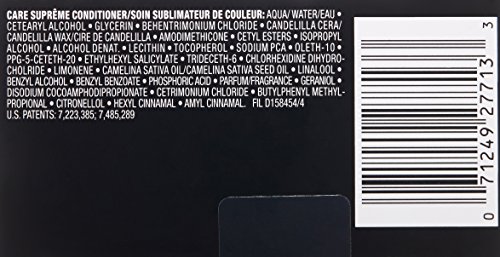 CARE SUPRÊME CONDITIONER/SOIN SUBLIMATEUR DE COULEUR: AQUA/WATER/EAU •
CETEARYL ALCOHOL • GLYCERIN • BEHENTRIMONIUM CHLORIDE • CANDELILLA CERA/
CANDELILLA WAX/CIRE DE CANDELILLA • AMODIMETHICONE • CETYL ESTERS • ISOPROPYL
ALCOHOL • ALCOHOL DENAT. • LECITHIN • TOCOPHEROL • SODIUM PCA • OLETH-10 •
PPG-5-CETETH-20 • ETHYLHEXYL SALICYLATE • TRIDECETH-6 • CHLORHEXIDINE DIHYDRO-
CHOLRIDE • LIMONENE • CAMELINA SATIVA OIL/CAMELINA SATIVA SEED OIL • LINALOOL •
BENZYL ALCOHOL • BENZYL BENZOATE • PHOSPHORIC ACID • PARFUM/FRAGRANCE • GERANIOL •
DISODIUM COCOAMPHODIPROPIONATE • CETRIMONIUM CHLORIDE • BUTYLPHENYL METHYL-
PROPIONAL • CITRONELLOL • HEXYL CINNAMAL • AMYL CINNAMAL. FIL D158454/4
U.S. PATENTS: 7,223,385; 7,485,289
0 71249 27713 3